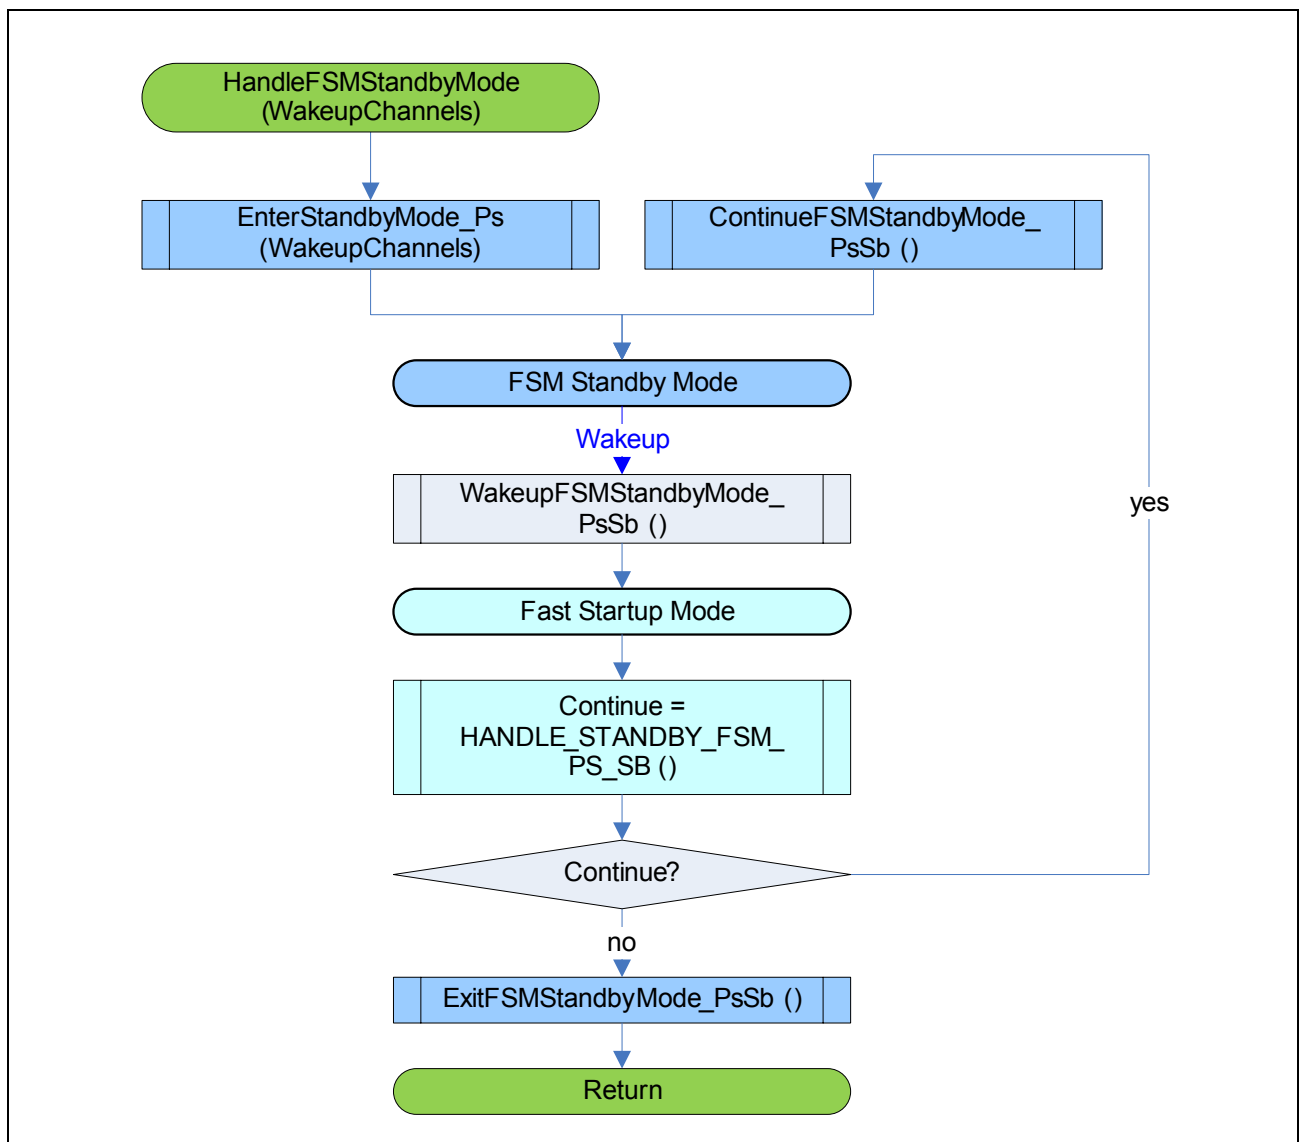 HandleFSMStandbyMode
(WakeupChannels)
EnterStandbyMode_Ps
(WakeupChannels)
ContinueFSMStandbyMode_
PsSb ()
FSM Standby Mode
Wakeup
WakeupFSMStandbyMode_
PsSb ()
yes
Fast Startup Mode
Continue =
HANDLE_STANDBY_FSM_
PS_SB ()
Continue?
no
ExitFSMStandbyMode_PsSb ()
Return